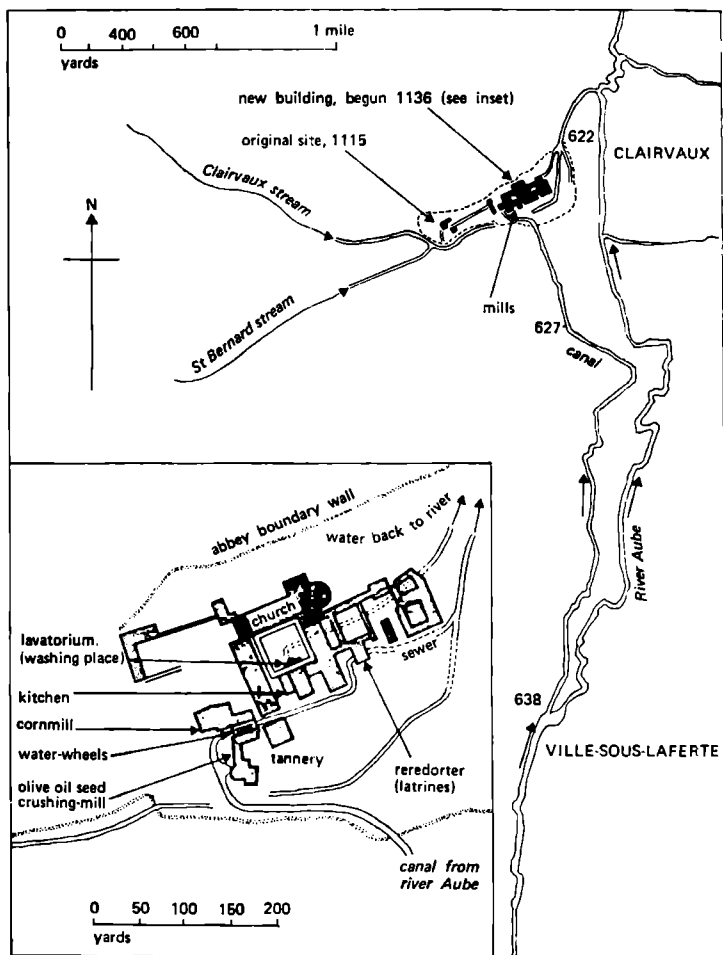 0 400 600 1 mile
yards
new building, begun 1136 (see inset)
original site, 1115
622
CLAIRVAUX
Clairvaux stream
N
mills
St Bernard stream
627
canal
River Aube
638
VILLE-SOUS-LAFERTE
abbey boundary wall
water back to river
church
lavatorium.
(washing place)
sewer
kitchen
cornmill
water-wheels
tannery
olive oil seed
crushing-mill
reredorter
(latrines)
canal from
river Aube
0 50 100 150 200
yards